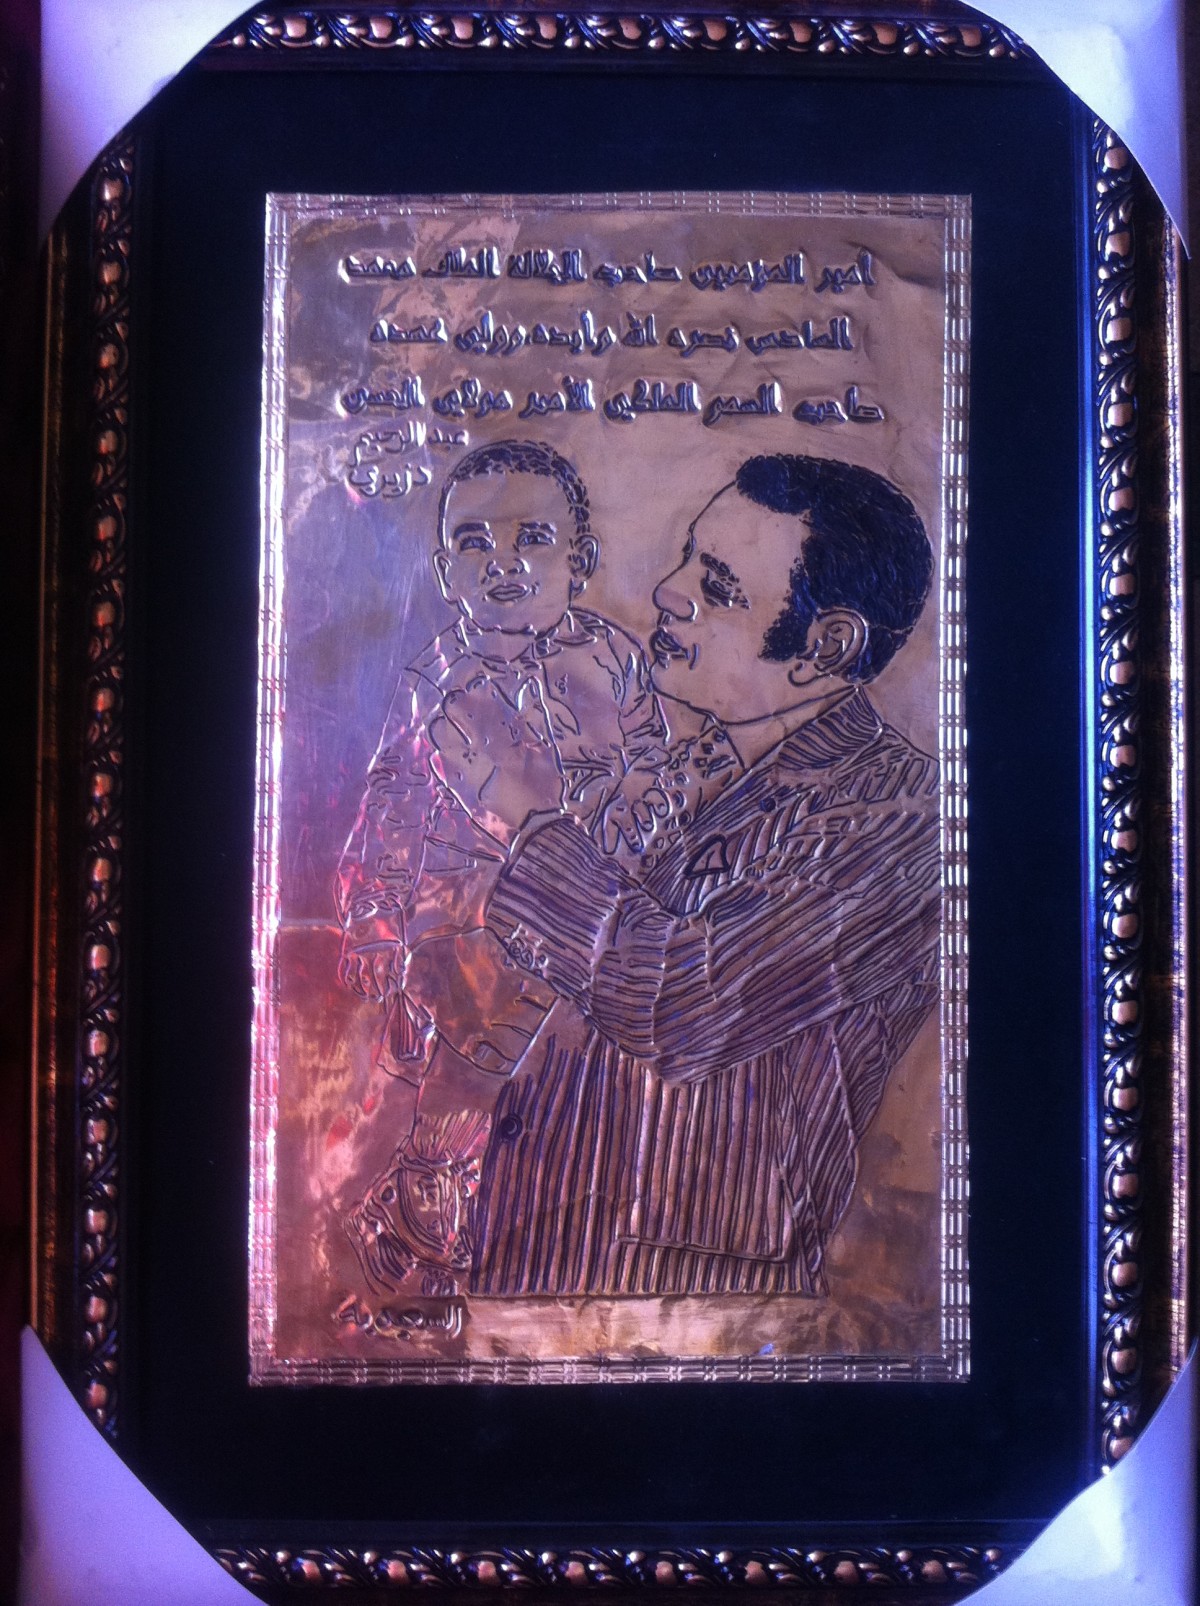 أمير المؤمنين صاحب الجلالة الملك محمد
السادس نصره الله وأيده وولي عهده
صاحب السمو الملكي الأمير مولاي الحسن
عبد الرحيم
دزيري
السعيدية